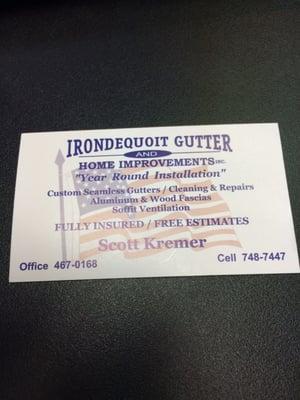 IRONDEQUOIT GUTTER
AND
HOME IMPROVEMENTS INC.
"Year Round Installation"
Custom Seamless Gutters / Cleaning & Repairs
Aluminum & Wood Fascias
Soffit Ventilation
FULLY INSURED / FREE ESTIMATES
Scott Kremer
Office 467-0168 Cell 748-7447